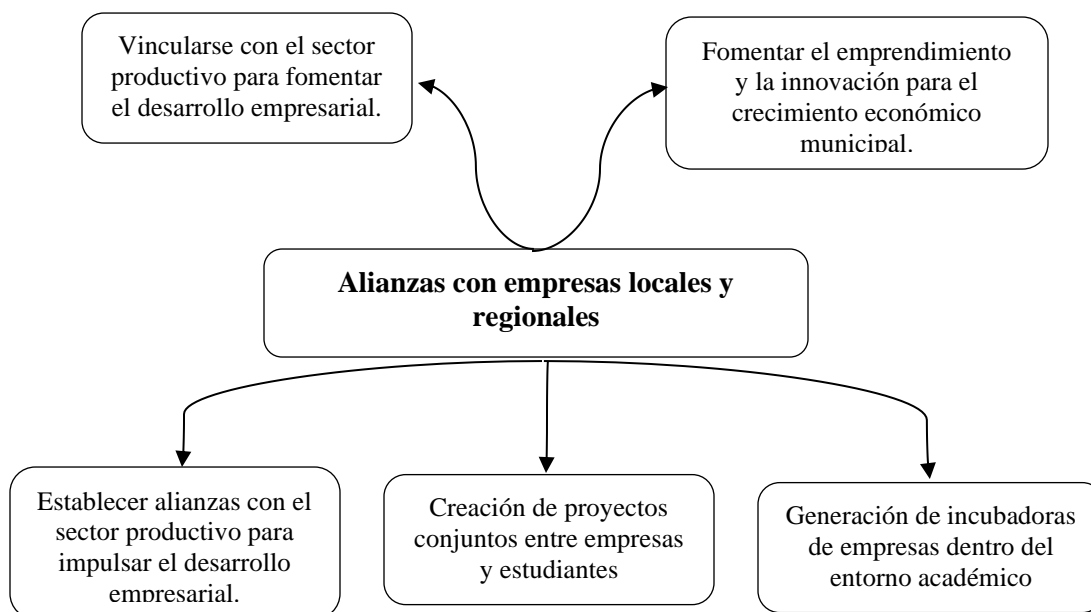 Vincularse con el sector
productivo para fomentar
el desarrollo empresarial.
Fomentar el emprendimiento
y la innovación para el
crecimiento económico
municipal.
Alianzas con empresas locales y
regionales
Establecer alianzas con el
sector productivo para
impulsar el desarrollo
empresarial.
Creación de proyectos
conjuntos entre empresas
y estudiantes
Generación de incubadoras
de empresas dentro del
entorno académico